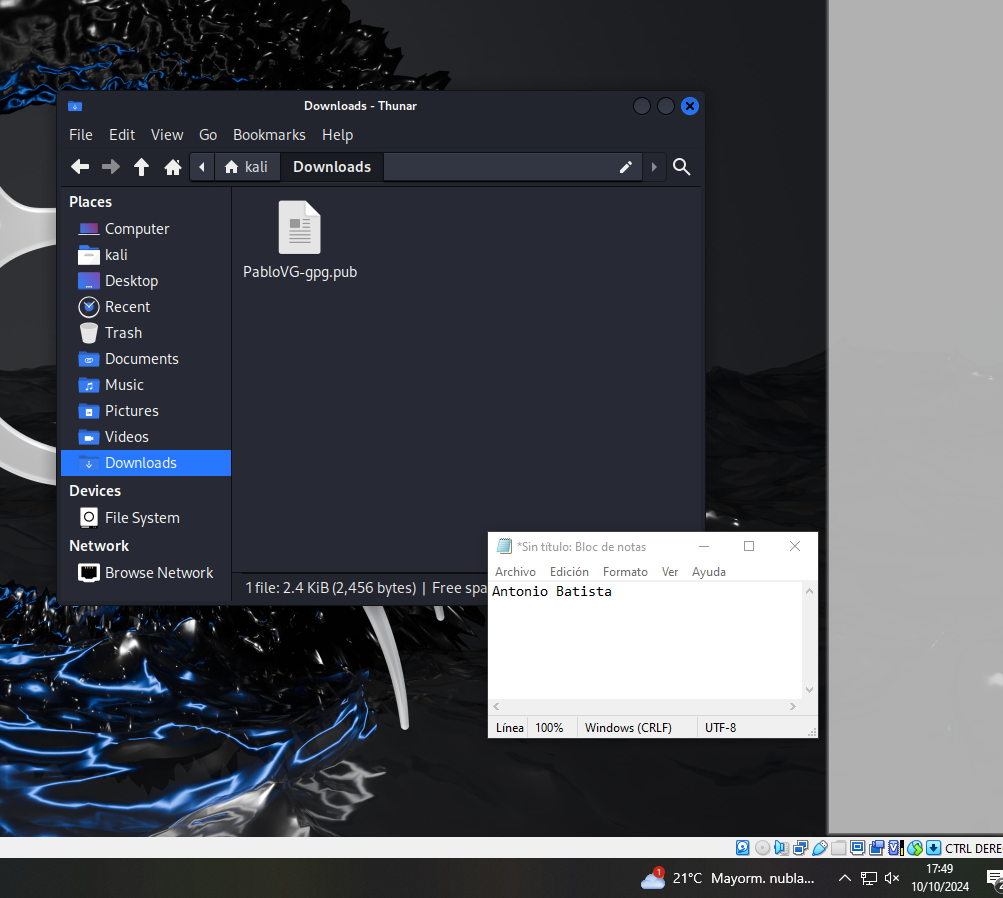 Downloads - Thunar
File Edit View Go Bookmarks Help
kali Downloads
Places
Computer
kali
Desktop
Recent
Trash
Documents
Music
Pictures
Videos
Downloads
Devices
File System
Network
Browse Network
PabloVG-gpg.pub
1 file: 2.4 KiB (2,456 bytes) | Free spa
*Sin título: Bloc de notas
Archivo Edición Formato Ver Ayuda
Antonio Batista
Línea 100% Windows (CRLF) UTF-8
CTRL DERE
1 21°C Mayorm. nubla... 17:49
10/10/2024